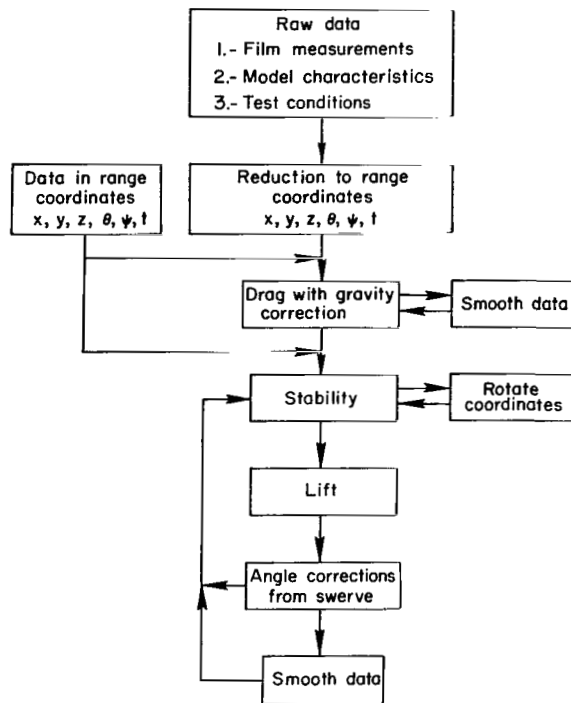 Raw data
1.- Film measurements
2.- Model characteristics
3.- Test conditions
Data in range
coordinates
x, y, z, θ, ψ, t
Reduction to range
coordinates
x, y, z, θ, ψ, t
Drag with gravity
correction
Smooth data
Stability
Rotate
coordinates
Lift
Angle corrections
from swerve
Smooth data